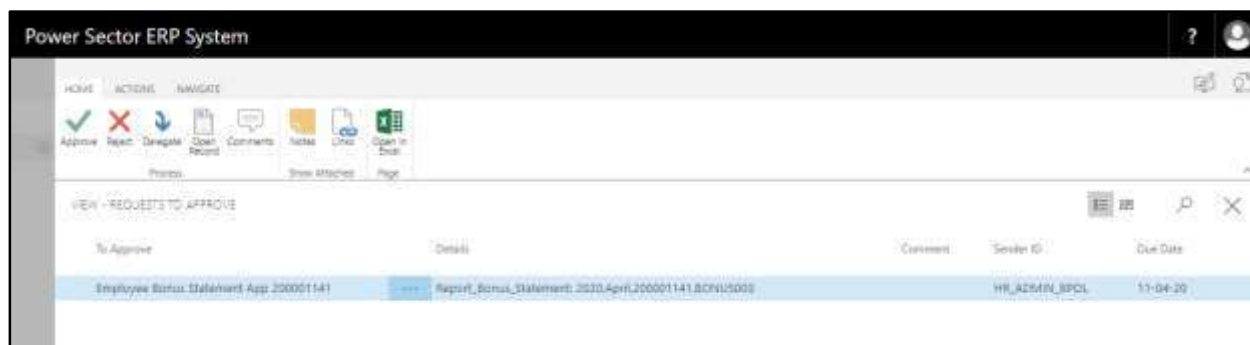 Power Sector ERP System
?
HOME ACTIONS NAVIGATE
Approve Reject Delegate Open Record Comments Notes Links Open in Excel
Process Show Attached Page
VIEW - REQUESTS TO APPROVE
To Approve Details Comment Sender ID Due Date
Employee Bonus Statement App 200001141 ... Report_Bonus_Statement: 2020,April,200001141,BONUS003 HR_ADMIN_BPDL 11-04-20